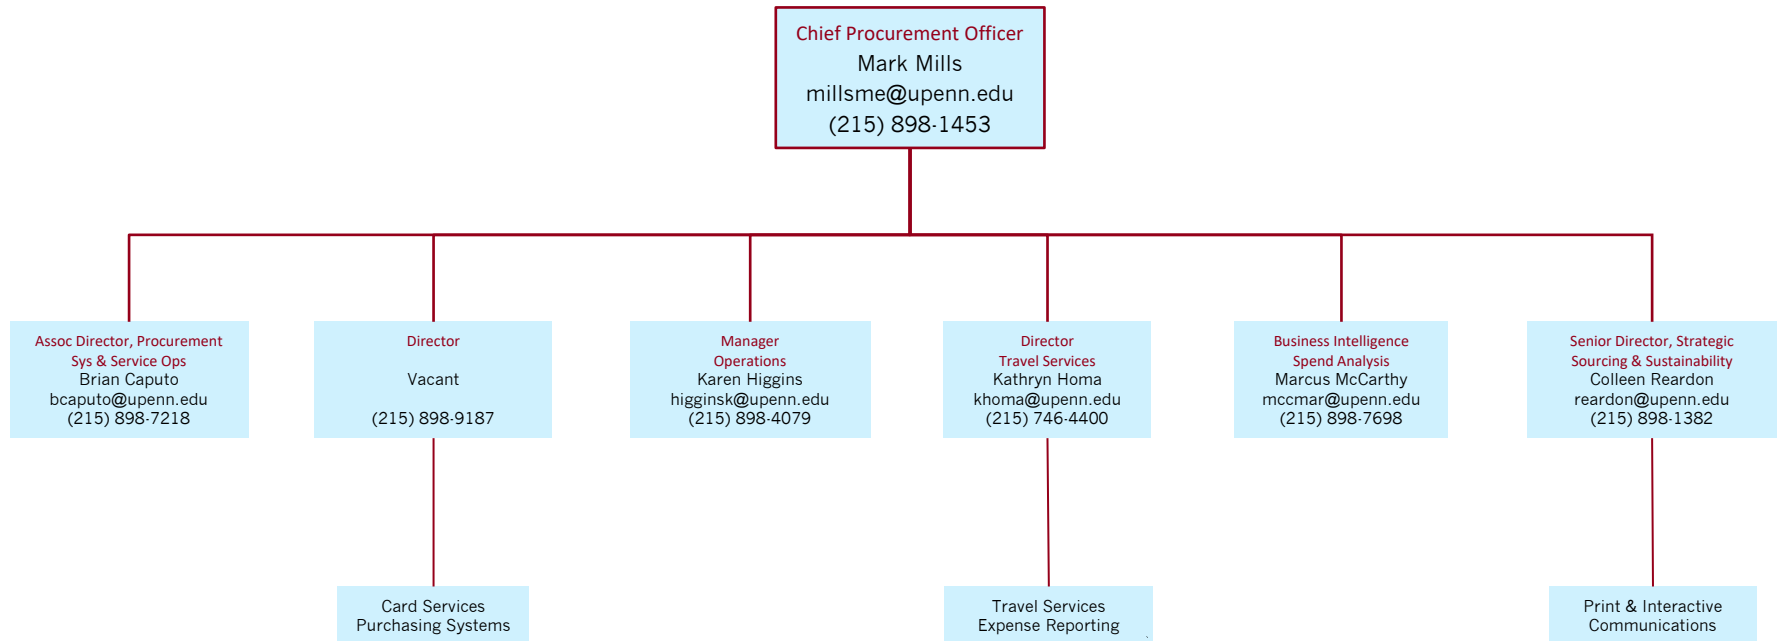 Chief Procurement Officer
Mark Mills
millsme@upenn.edu
(215) 898-1453
Assoc Director, Procurement
Sys & Service Ops
Brian Caputo
bcaputo@upenn.edu
(215) 898-7218
Director
Vacant
(215) 898-9187
Manager
Operations
Karen Higgins
higginsk@upenn.edu
(215) 898-4079
Director
Travel Services
Kathryn Homa
khoma@upenn.edu
(215) 746-4400
Business Intelligence
Spend Analysis
Marcus McCarthy
mccmar@upenn.edu
(215) 898-7698
Senior Director, Strategic
Sourcing & Sustainability
Colleen Reardon
reardon@upenn.edu
(215) 898-1382
Card Services
Purchasing Systems
Travel Services
Expense Reporting
Print & Interactive
Communications